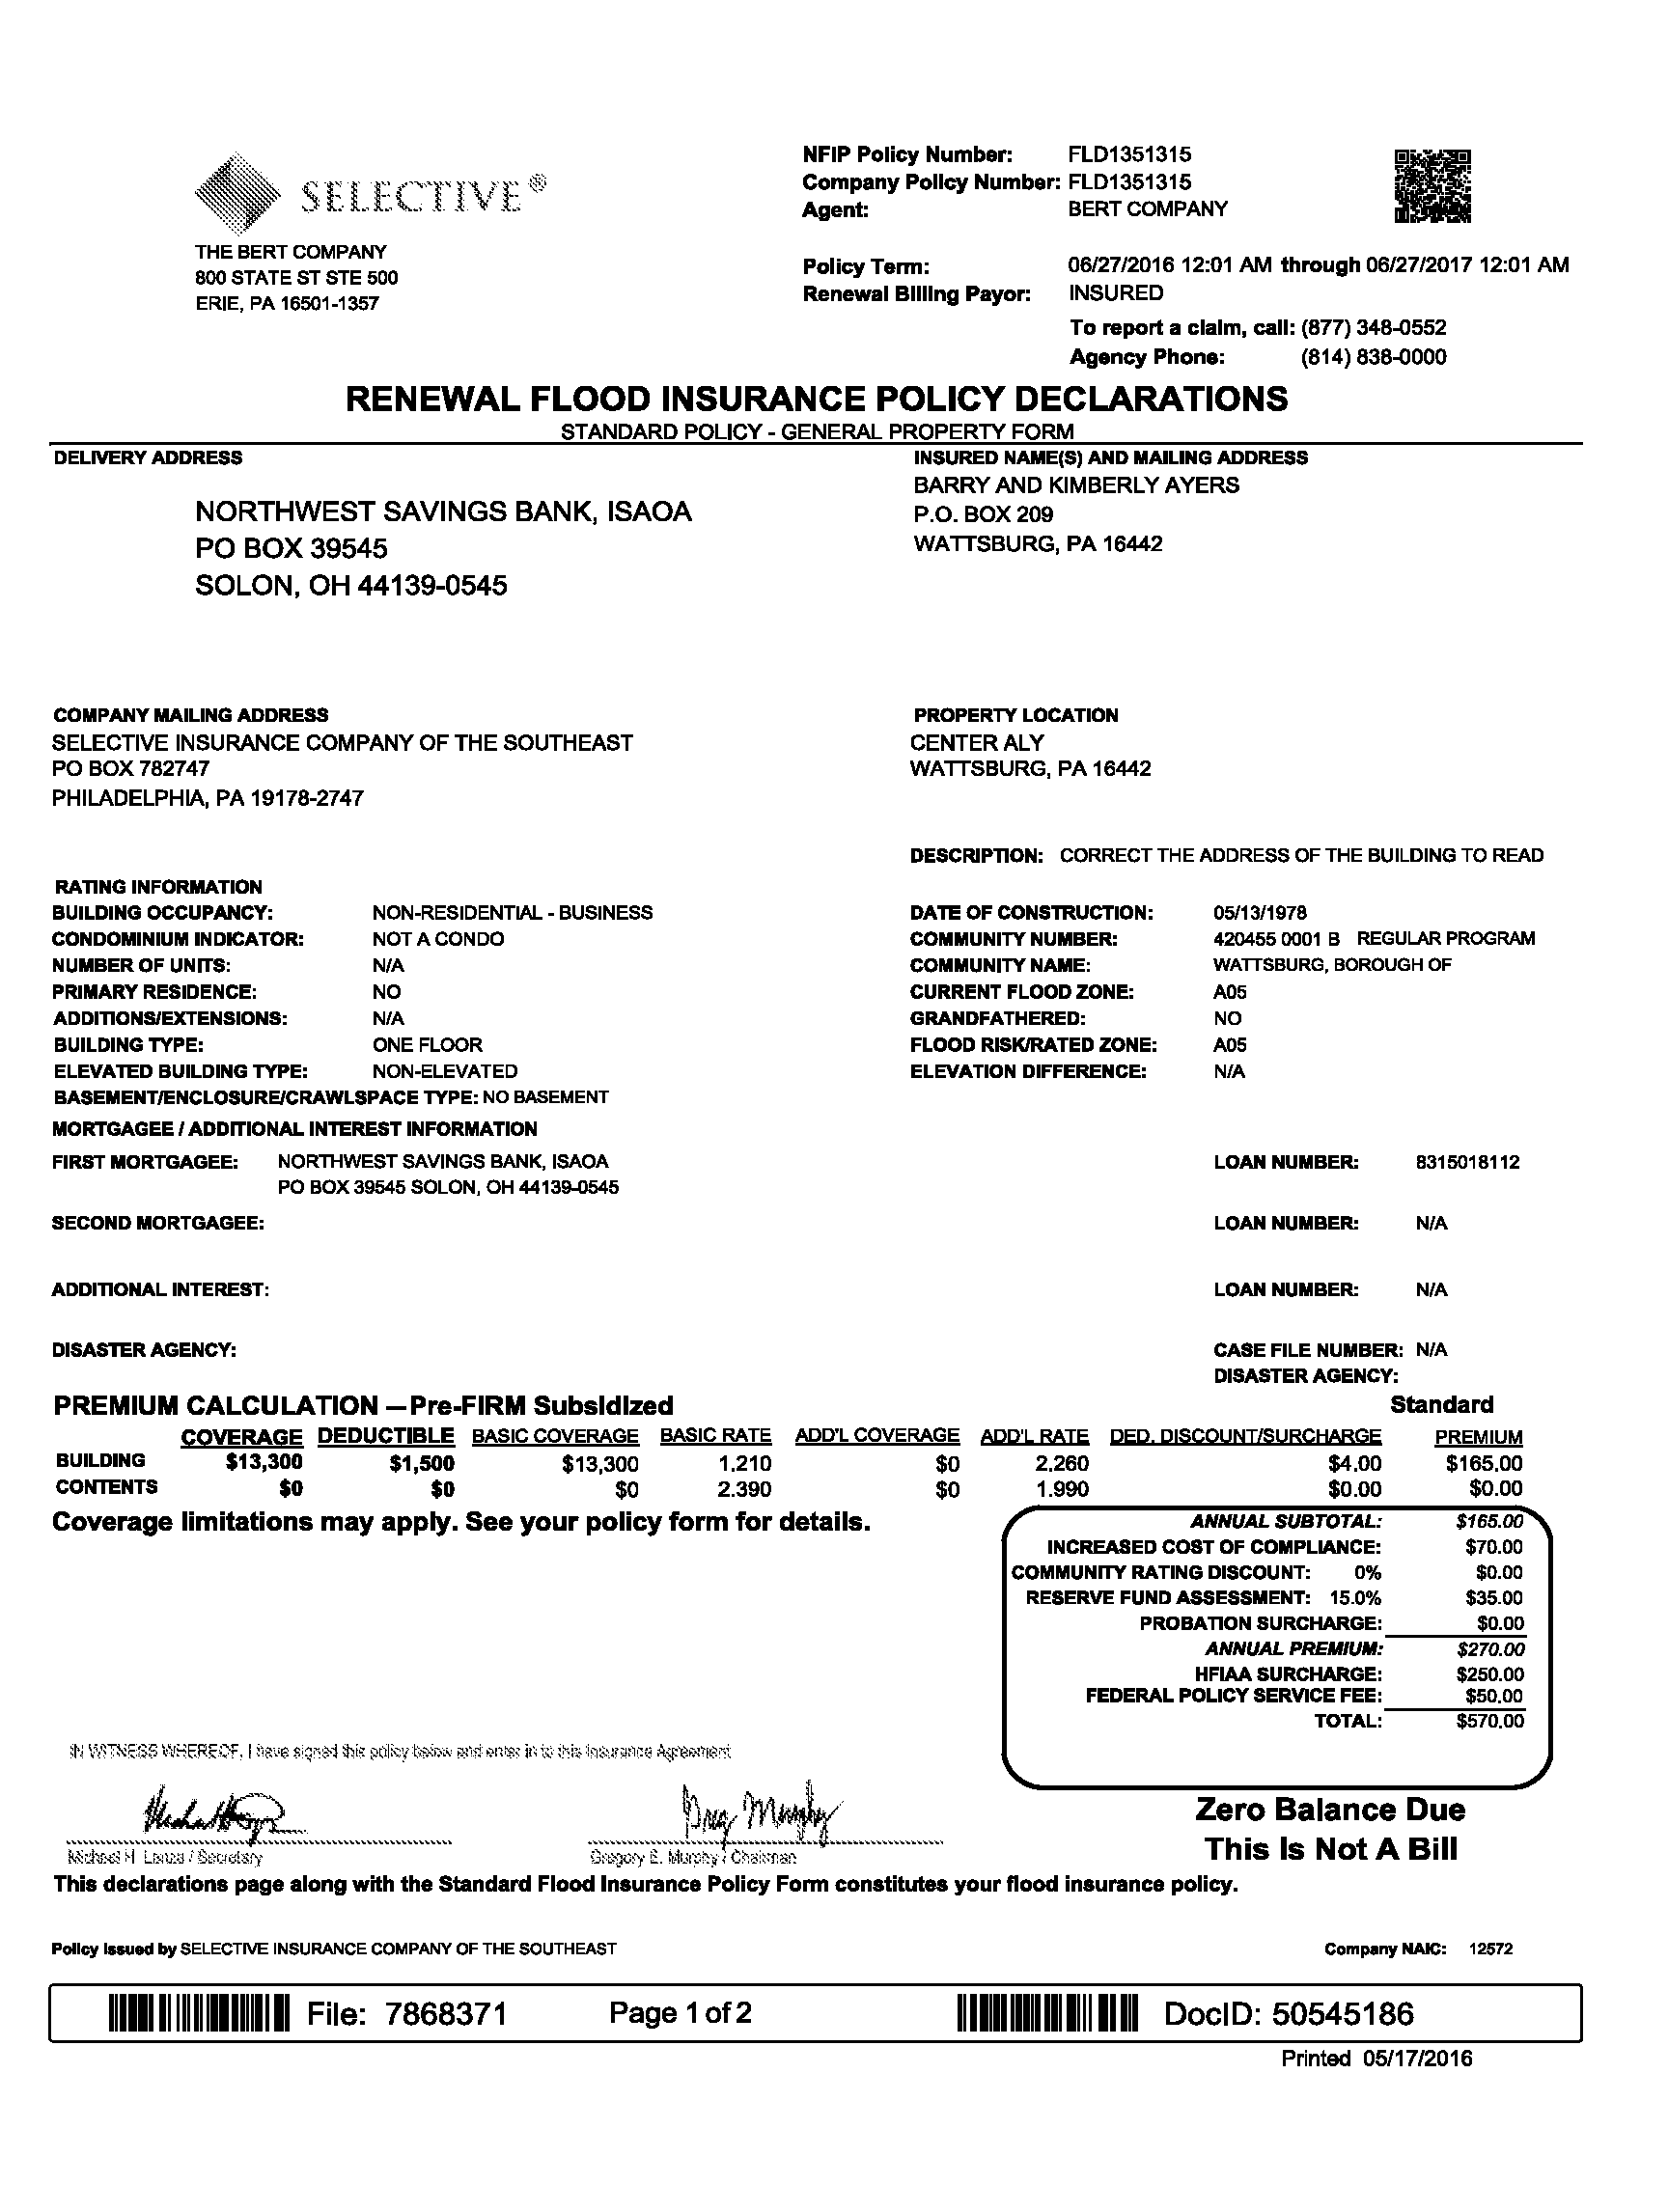 SELECTIVE®
THE BERT COMPANY
800 STATE ST STE 500
ERIE, PA 16501-1357
NFIP Policy Number: FLD1351315
Company Policy Number: FLD1351315
Agent: BERT COMPANY
Policy Term: 06/27/2016 12:01 AM through 06/27/2017 12:01 AM
Renewal Billing Payor: INSURED
To report a claim, call: (877) 348-0552
Agency Phone: (814) 838-0000
RENEWAL FLOOD INSURANCE POLICY DECLARATIONS
STANDARD POLICY - GENERAL PROPERTY FORM
DELIVERY ADDRESS
NORTHWEST SAVINGS BANK, ISAOA
PO BOX 39545
SOLON, OH 44139-0545
INSURED NAME(S) AND MAILING ADDRESS
BARRY AND KIMBERLY AYERS
P.O. BOX 209
WATTSBURG, PA 16442
COMPANY MAILING ADDRESS
SELECTIVE INSURANCE COMPANY OF THE SOUTHEAST
PO BOX 782747
PHILADELPHIA, PA 19178-2747
PROPERTY LOCATION
CENTER ALY
WATTSBURG, PA 16442
DESCRIPTION: CORRECT THE ADDRESS OF THE BUILDING TO READ
RATING INFORMATION
BUILDING OCCUPANCY: NON-RESIDENTIAL - BUSINESS
CONDOMINIUM INDICATOR: NOT A CONDO
NUMBER OF UNITS: N/A
PRIMARY RESIDENCE: NO
ADDITIONS/EXTENSIONS: N/A
BUILDING TYPE: ONE FLOOR
ELEVATED BUILDING TYPE: NON-ELEVATED
BASEMENT/ENCLOSURE/CRAWLSPACE TYPE: NO BASEMENT
DATE OF CONSTRUCTION: 05/13/1978
COMMUNITY NUMBER: 420455 0001 B REGULAR PROGRAM
COMMUNITY NAME: WATTSBURG, BOROUGH OF
CURRENT FLOOD ZONE: A05
GRANDFATHERED: NO
FLOOD RISK/RATED ZONE: A05
ELEVATION DIFFERENCE: N/A
MORTGAGEE / ADDITIONAL INTEREST INFORMATION
FIRST MORTGAGEE: NORTHWEST SAVINGS BANK, ISAOA LOAN NUMBER: 8315018112
PO BOX 39545 SOLON, OH 44139-0545
SECOND MORTGAGEE: LOAN NUMBER: N/A
ADDITIONAL INTEREST: LOAN NUMBER: N/A
DISASTER AGENCY: CASE FILE NUMBER: N/A
DISASTER AGENCY:
PREMIUM CALCULATION — Pre-FIRM Subsidized Standard
COVERAGE DEDUCTIBLE BASIC COVERAGE BASIC RATE ADD'L COVERAGE ADD'L RATE DED. DISCOUNT/SURCHARGE PREMIUM
BUILDING $13,300 $1,500 $13,300 1.210 $0 2.260 $4.00 $165.00
CONTENTS $0 $0 $0 2.390 $0 1.990 $0.00 $0.00
Coverage limitations may apply. See your policy form for details.
ANNUAL SUBTOTAL: $165.00
INCREASED COST OF COMPLIANCE: $70.00
COMMUNITY RATING DISCOUNT: 0% $0.00
RESERVE FUND ASSESSMENT: 15.0% $35.00
PROBATION SURCHARGE: $0.00
ANNUAL PREMIUM: $270.00
HFIAA SURCHARGE: $250.00
FEDERAL POLICY SERVICE FEE: $50.00
TOTAL: $570.00
IN WITNESS WHEREOF, I have signed this policy below and enter in to this Insurance Agreement
Greg Murphy
Michael H. Lanza / Secretary
Gregory E. Murphy / Chairman
Zero Balance Due
This Is Not A Bill
This declarations page along with the Standard Flood Insurance Policy Form constitutes your flood insurance policy.
Policy Issued by SELECTIVE INSURANCE COMPANY OF THE SOUTHEAST Company NAIC: 12572
File: 7868371 Page 1 of 2 DocID: 50545186
Printed 05/17/2016